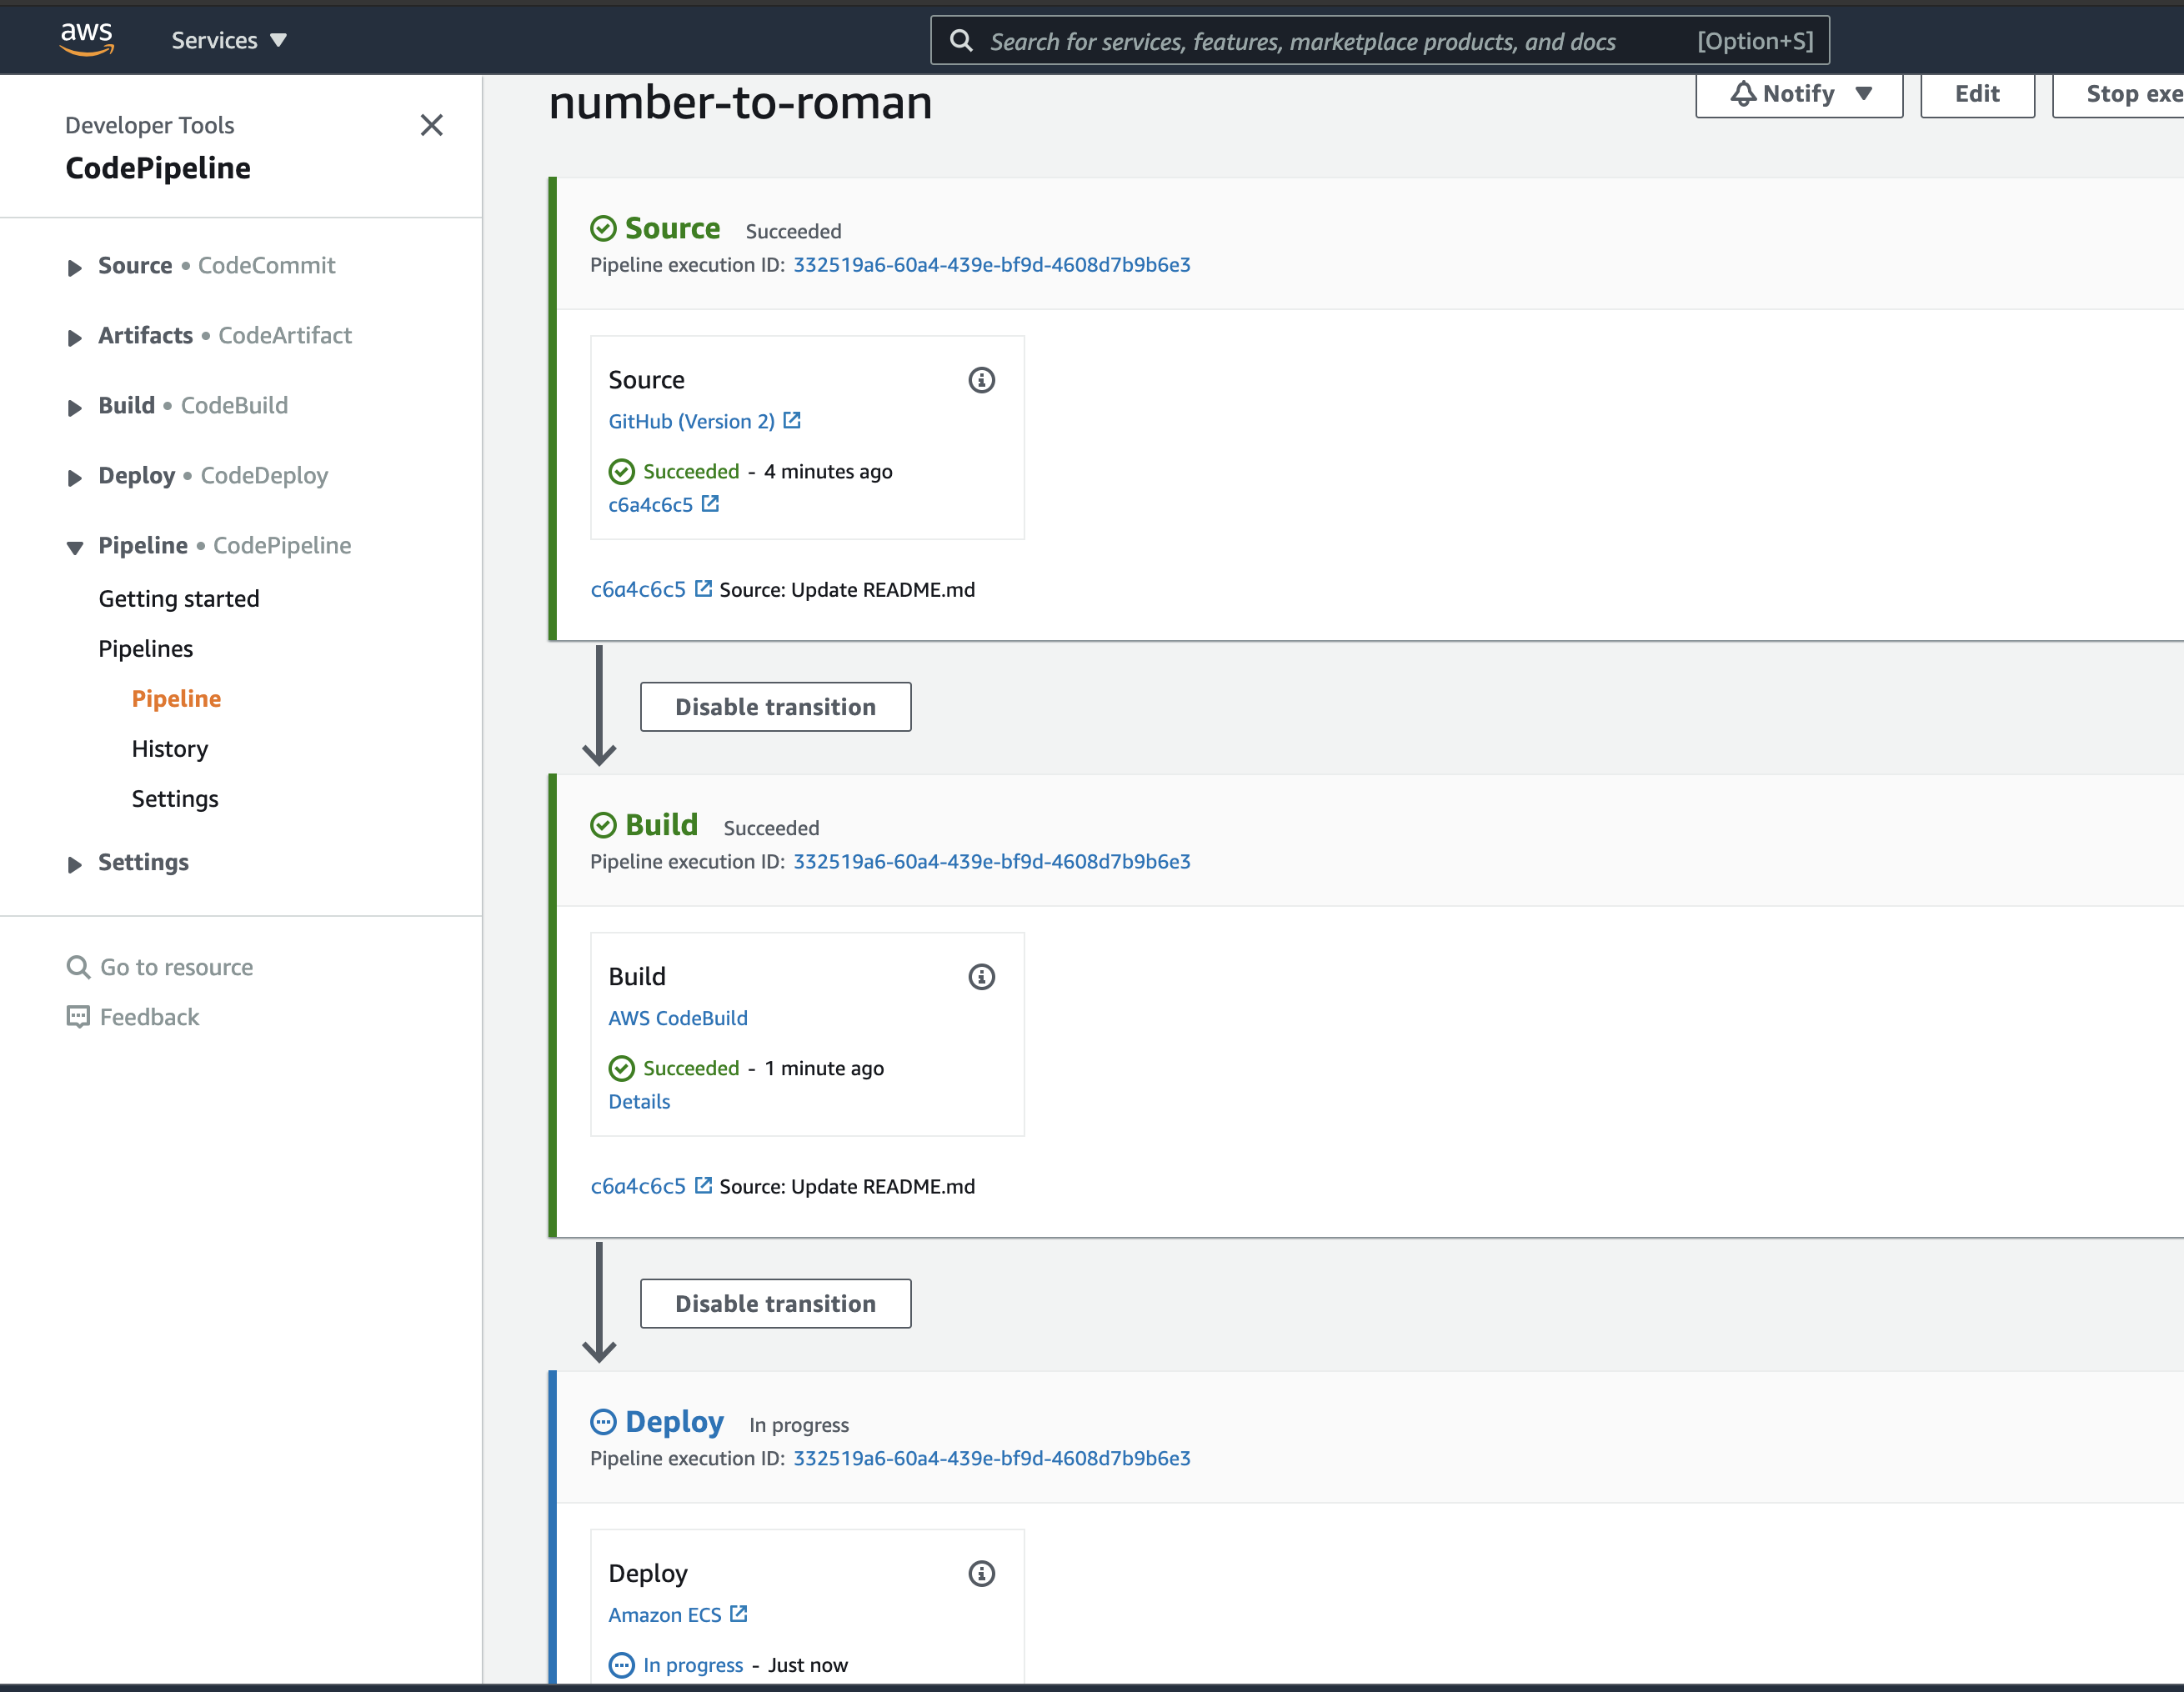 aws
Services
Search for services, features, marketplace products, and docs [Option+S]
Developer Tools
CodePipeline
Source • CodeCommit
Artifacts • CodeArtifact
Build • CodeBuild
Deploy • CodeDeploy
Pipeline • CodePipeline
Getting started
Pipelines
Pipeline
History
Settings
Settings
Go to resource
Feedback
number-to-roman
Notify
Edit
Stop exe
Source Succeeded
Pipeline execution ID: 332519a6-60a4-439e-bf9d-4608d7b9b6e3
Source
GitHub (Version 2)
Succeeded - 4 minutes ago
c6a4c6c5
c6a4c6c5 Source: Update README.md
Disable transition
Build Succeeded
Pipeline execution ID: 332519a6-60a4-439e-bf9d-4608d7b9b6e3
Build
AWS CodeBuild
Succeeded - 1 minute ago
Details
c6a4c6c5 Source: Update README.md
Disable transition
Deploy In progress
Pipeline execution ID: 332519a6-60a4-439e-bf9d-4608d7b9b6e3
Deploy
Amazon ECS
In progress - Just now